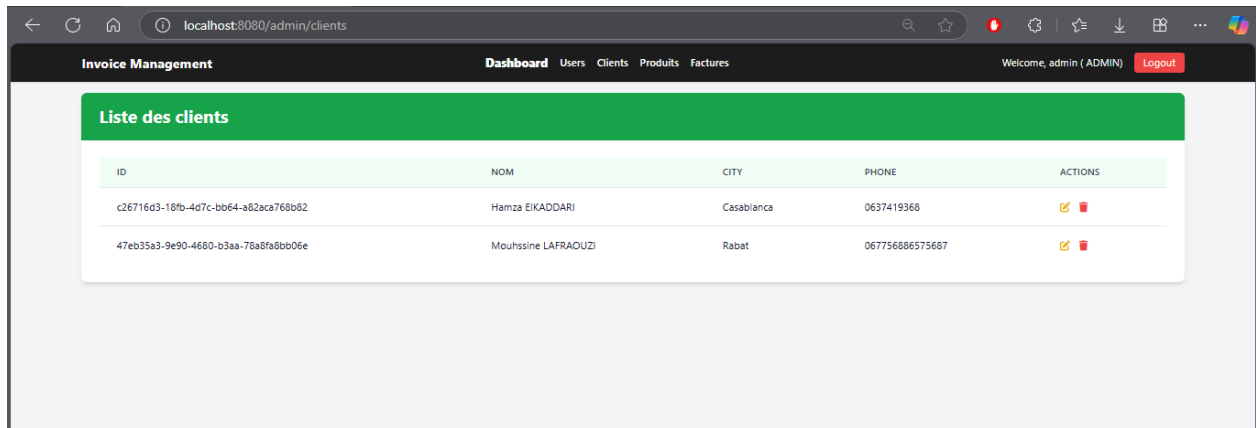 localhost:8080/admin/clients
Invoice Management Dashboard Users Clients Produits Factures Welcome, admin ( ADMIN) Logout
Liste des clients
ID NOM CITY PHONE ACTIONS
c26716d3-18fb-4d7c-bb64-a82aca768b82 Hamza ElKADDARI Casablanca 0637419368
47eb35a3-9e90-4680-b3aa-78a8fa8bb06e Mouhssine LAFRAOUZI Rabat 067756886575687